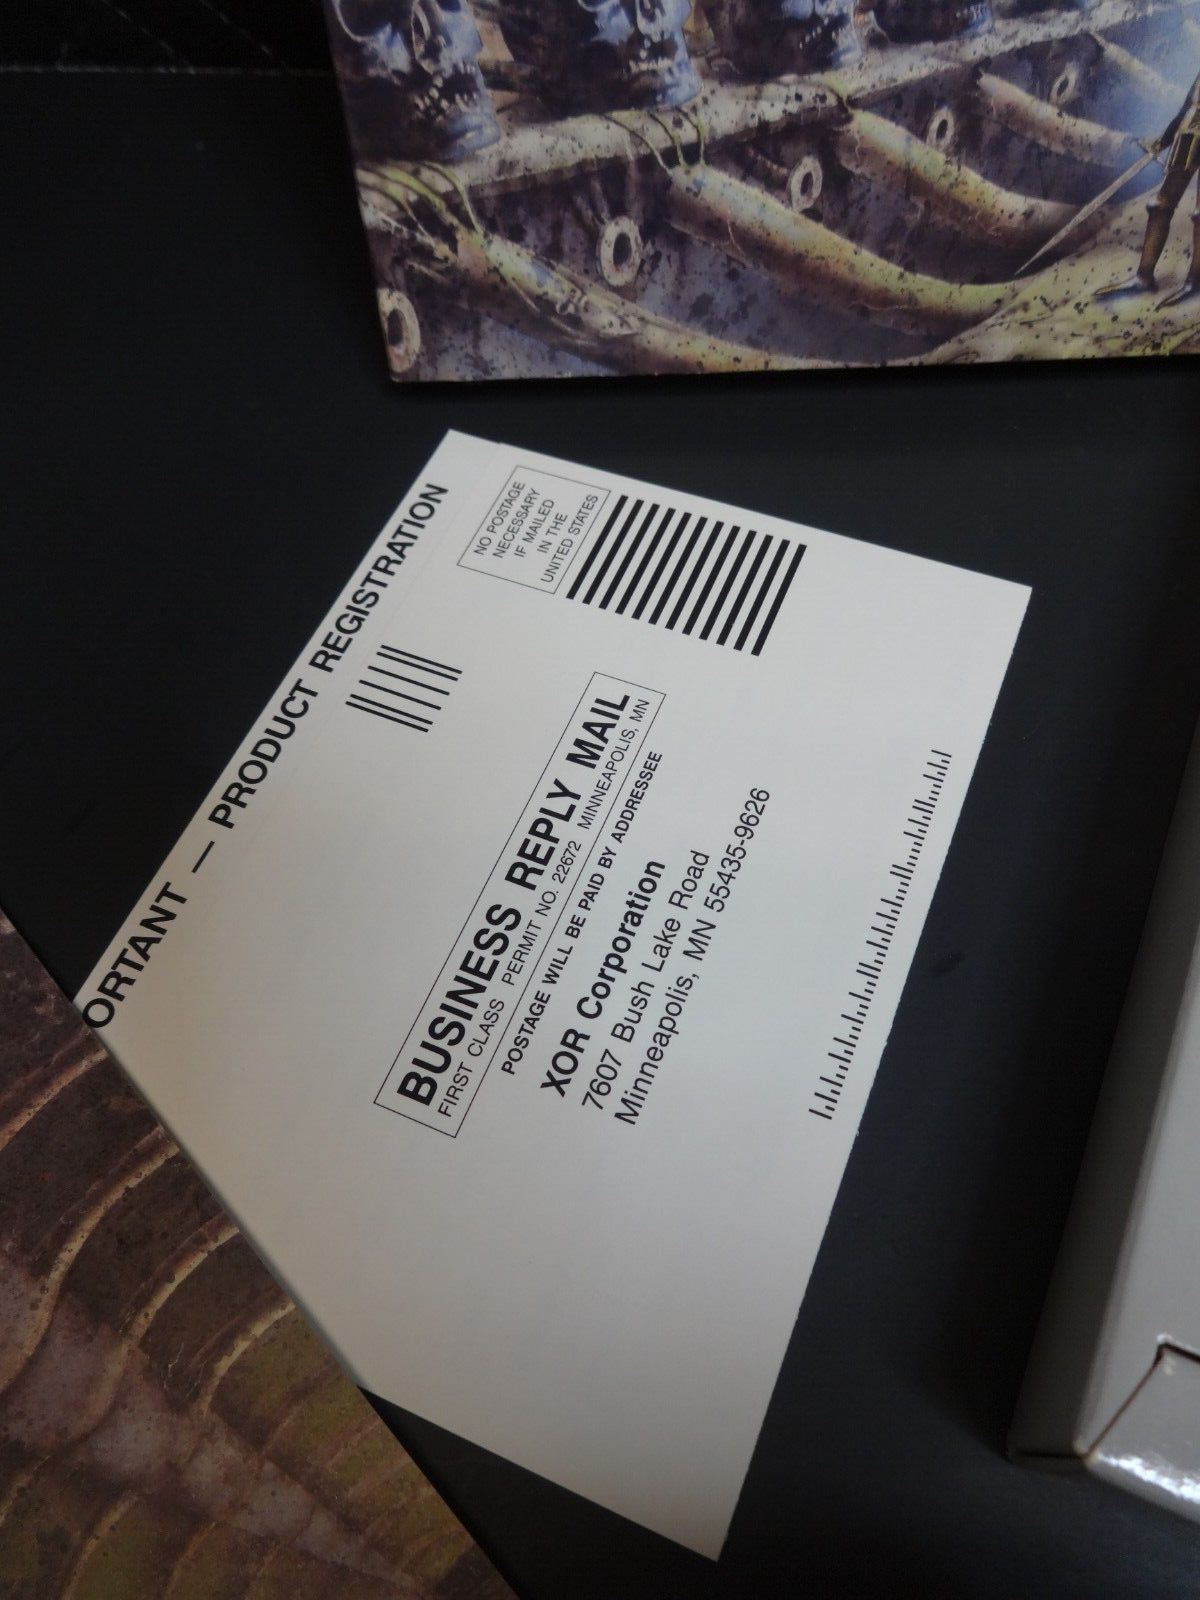 ORTANT — PRODUCT REGISTRATION
NO POSTAGE
NECESSARY
IF MAILED
IN THE
UNITED STATES
BUSINESS REPLY MAIL
FIRST CLASS PERMIT NO. 22672 MINNEAPOLIS, MN
POSTAGE WILL BE PAID BY ADDRESSEE
XOR Corporation
7607 Bush Lake Road
Minneapolis, MN 55435-9626